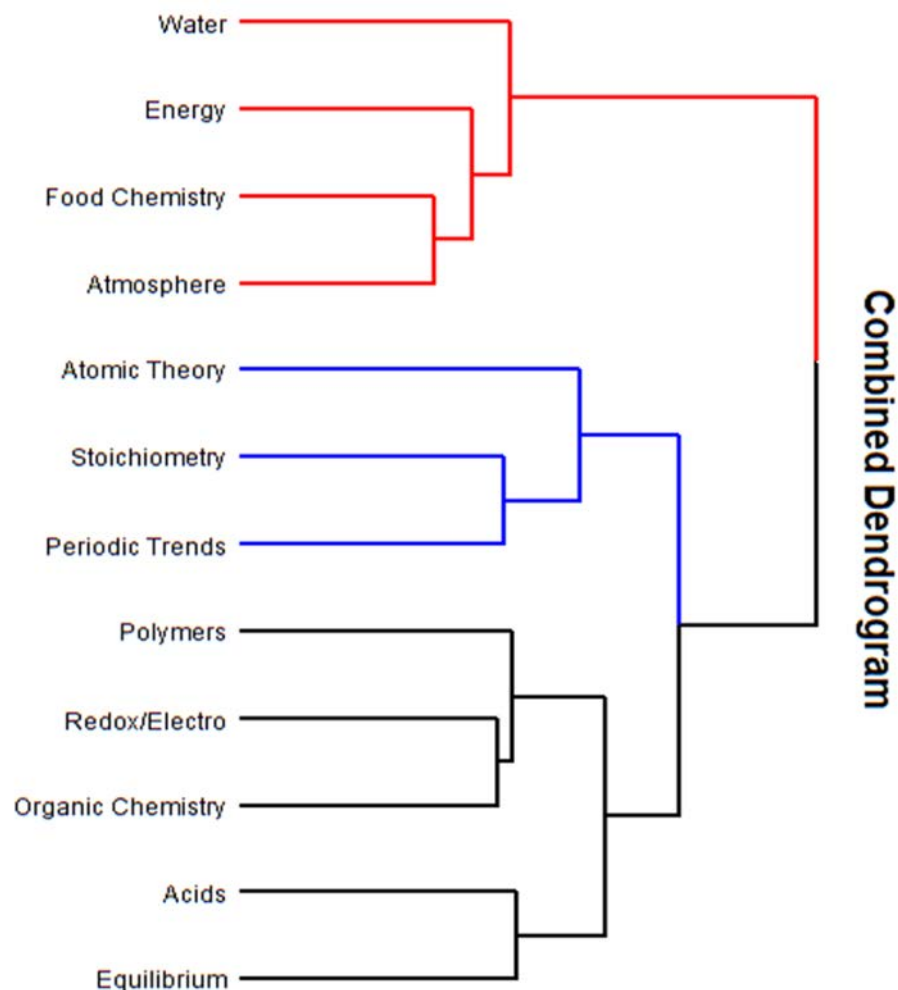 Water
Energy
Food Chemistry
Atmosphere
Atomic Theory
Stoichiometry
Periodic Trends
Polymers
Redox/Electro
Organic Chemistry
Acids
Equilibrium
Combined Dendrogram